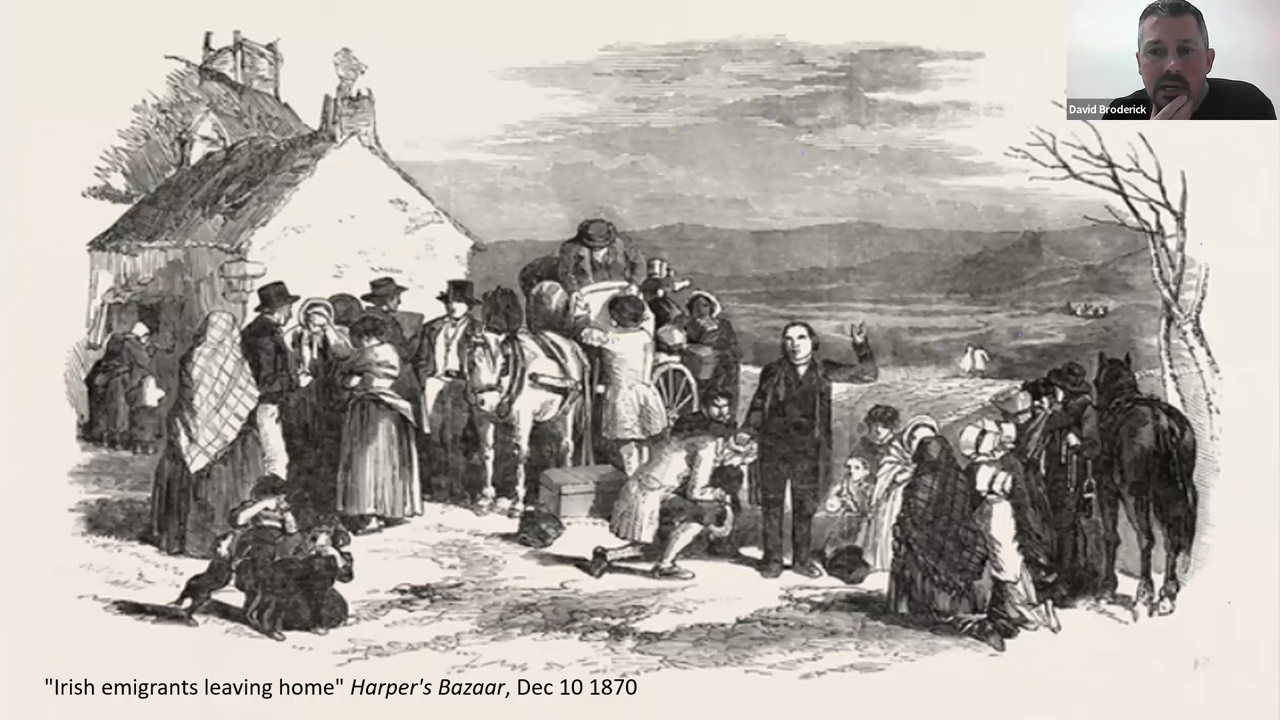 David Broderick
"Irish emigrants leaving home" Harper's Bazaar, Dec 10 1870